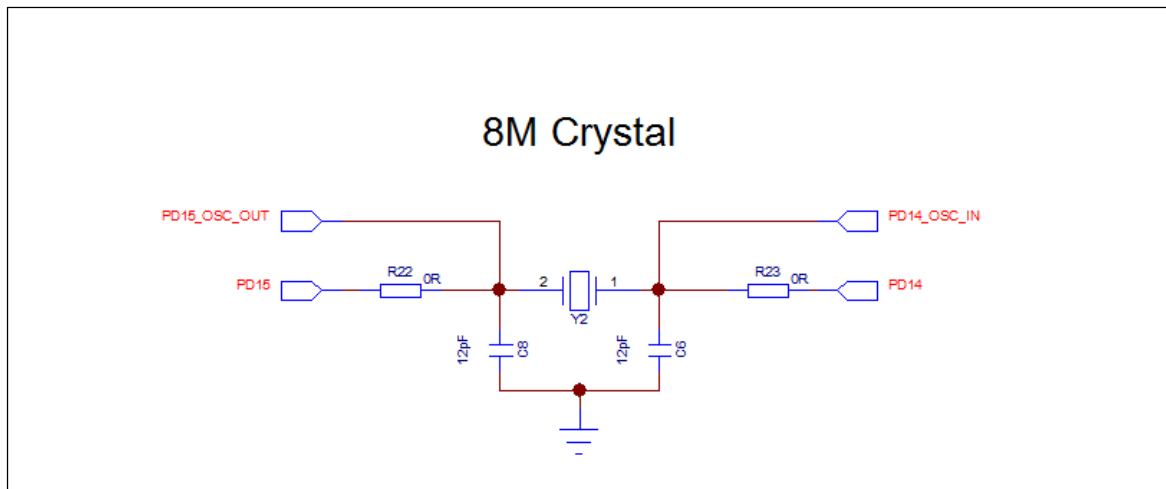 8M Crystal
PD15_OSC_OUT
PD14_OSC_IN
PD15
R22
0R
2
1
R23
0R
PD14
Y2
12pF
C8
12pF
C6